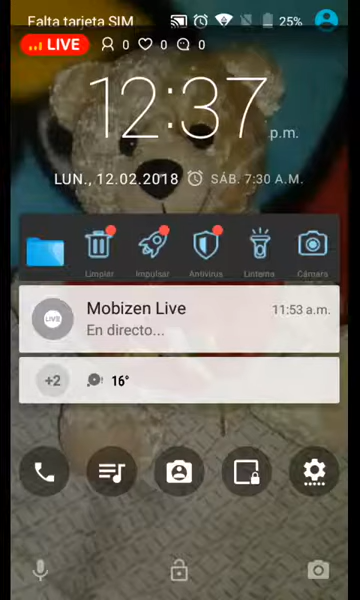 Falta tarjeta SIM 25%
LIVE 0 0 0
12:37 p.m.
LUN., 12.02.2018 SÁB. 7:30 A.M.
Limpiar Impulsar Antivirus Linterna Cámara
LIVE Mobizen Live 11:53 a.m.
En directo...
+2 16°